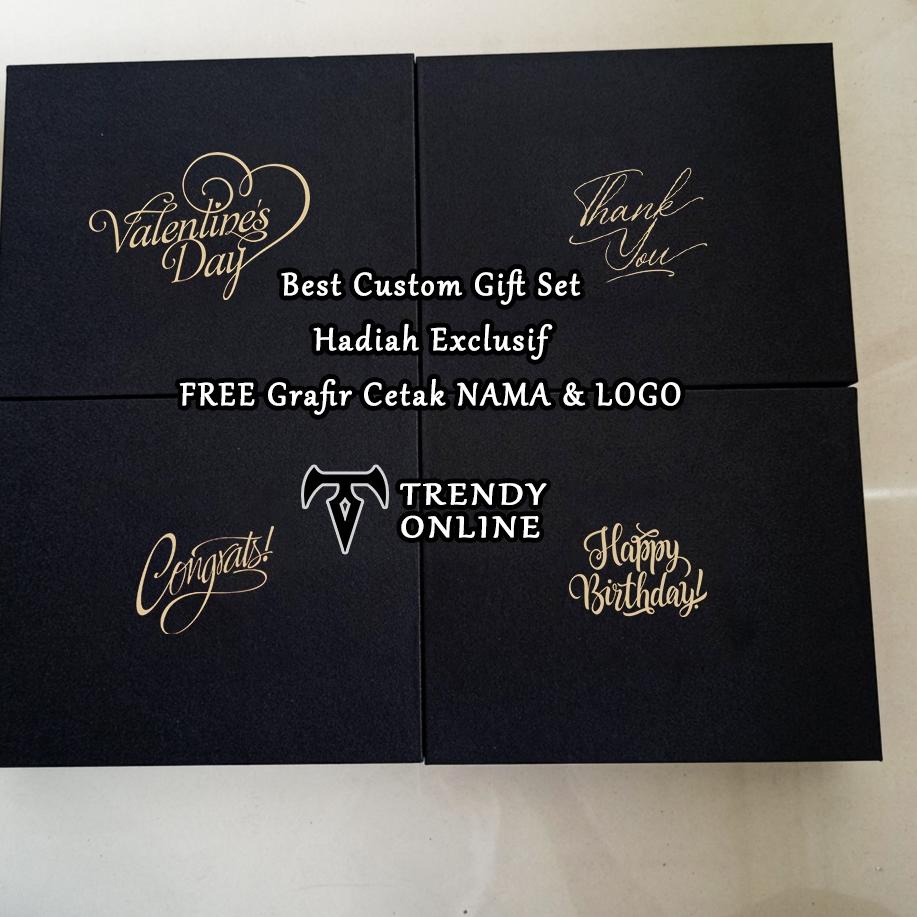 Valentine's
Day
Thank
You
Best Custom Gift Set
Hadiah Exclusif
FREE Grafir Cetak NAMA & LOGO
TRENDY
ONLINE
Congrats!
Happy
Birthday!